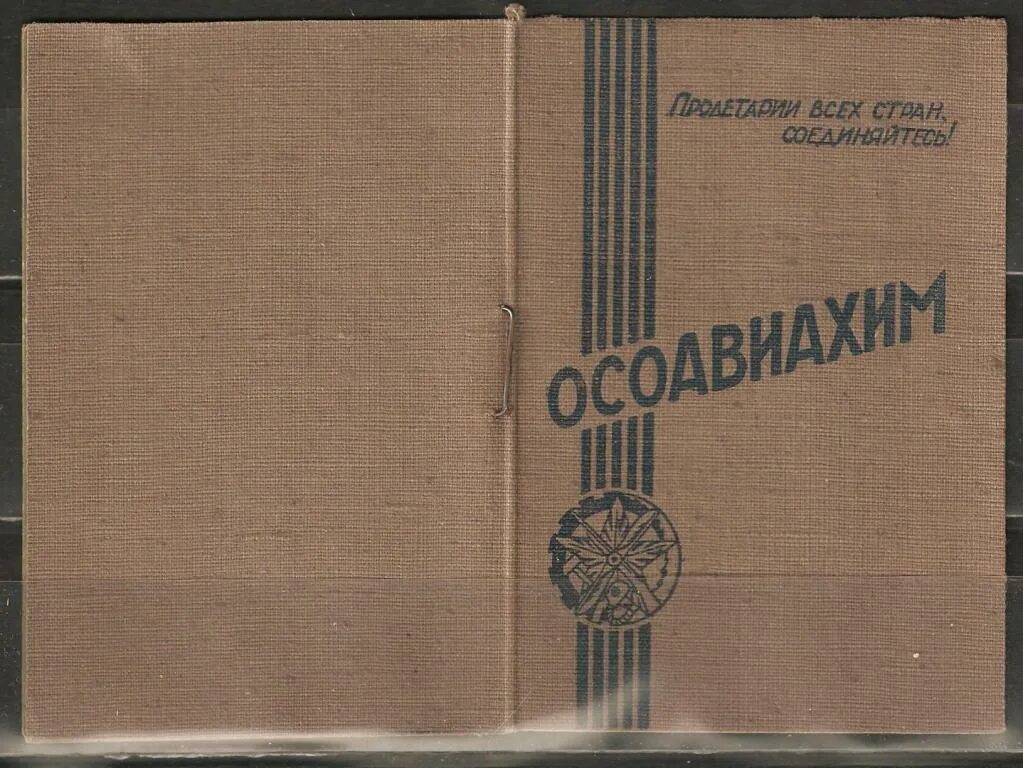 Пролетарии всех стран,
соединяйтесь!
ОСОАВИАХИМ